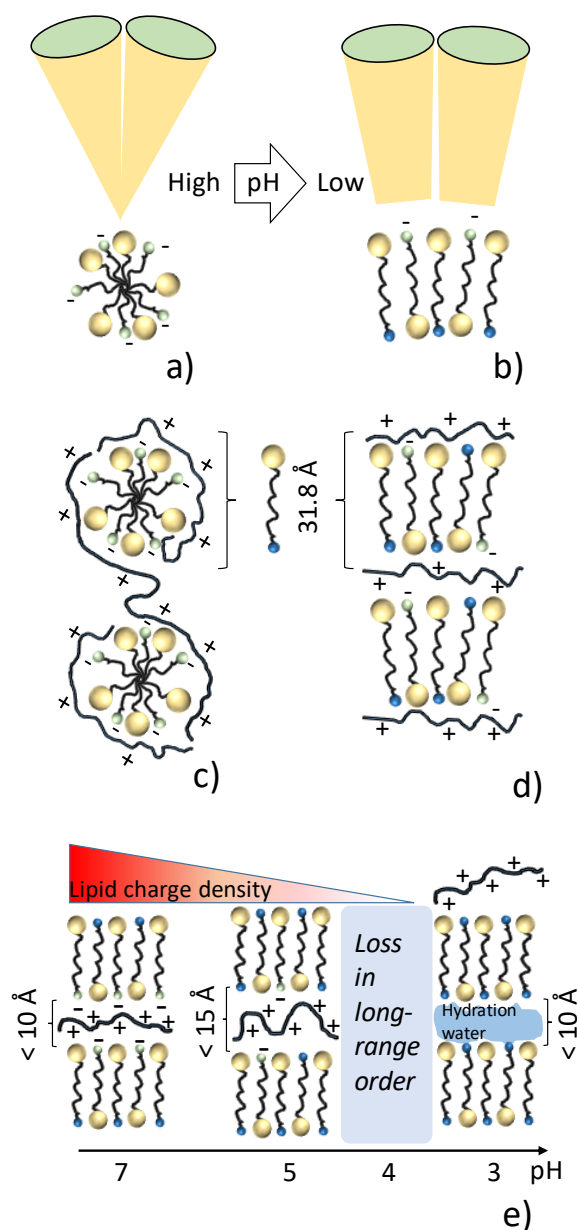 High pH Low
- - - - - -
a)
- -
b)
+ + + + + + + + + + + +
- - - - - - - -
c)
31.8 Å
+ + +
-
+ + +
-
-
-
+ + +
d)
Lipid charge density
Loss
in
long-
range
order
+ + + +
< 10 Å
- - -
+ + + +
- -
< 15 Å
-
+ + + + +
-
Hydration
water
< 10 Å
7 5 4 3 pH
e)